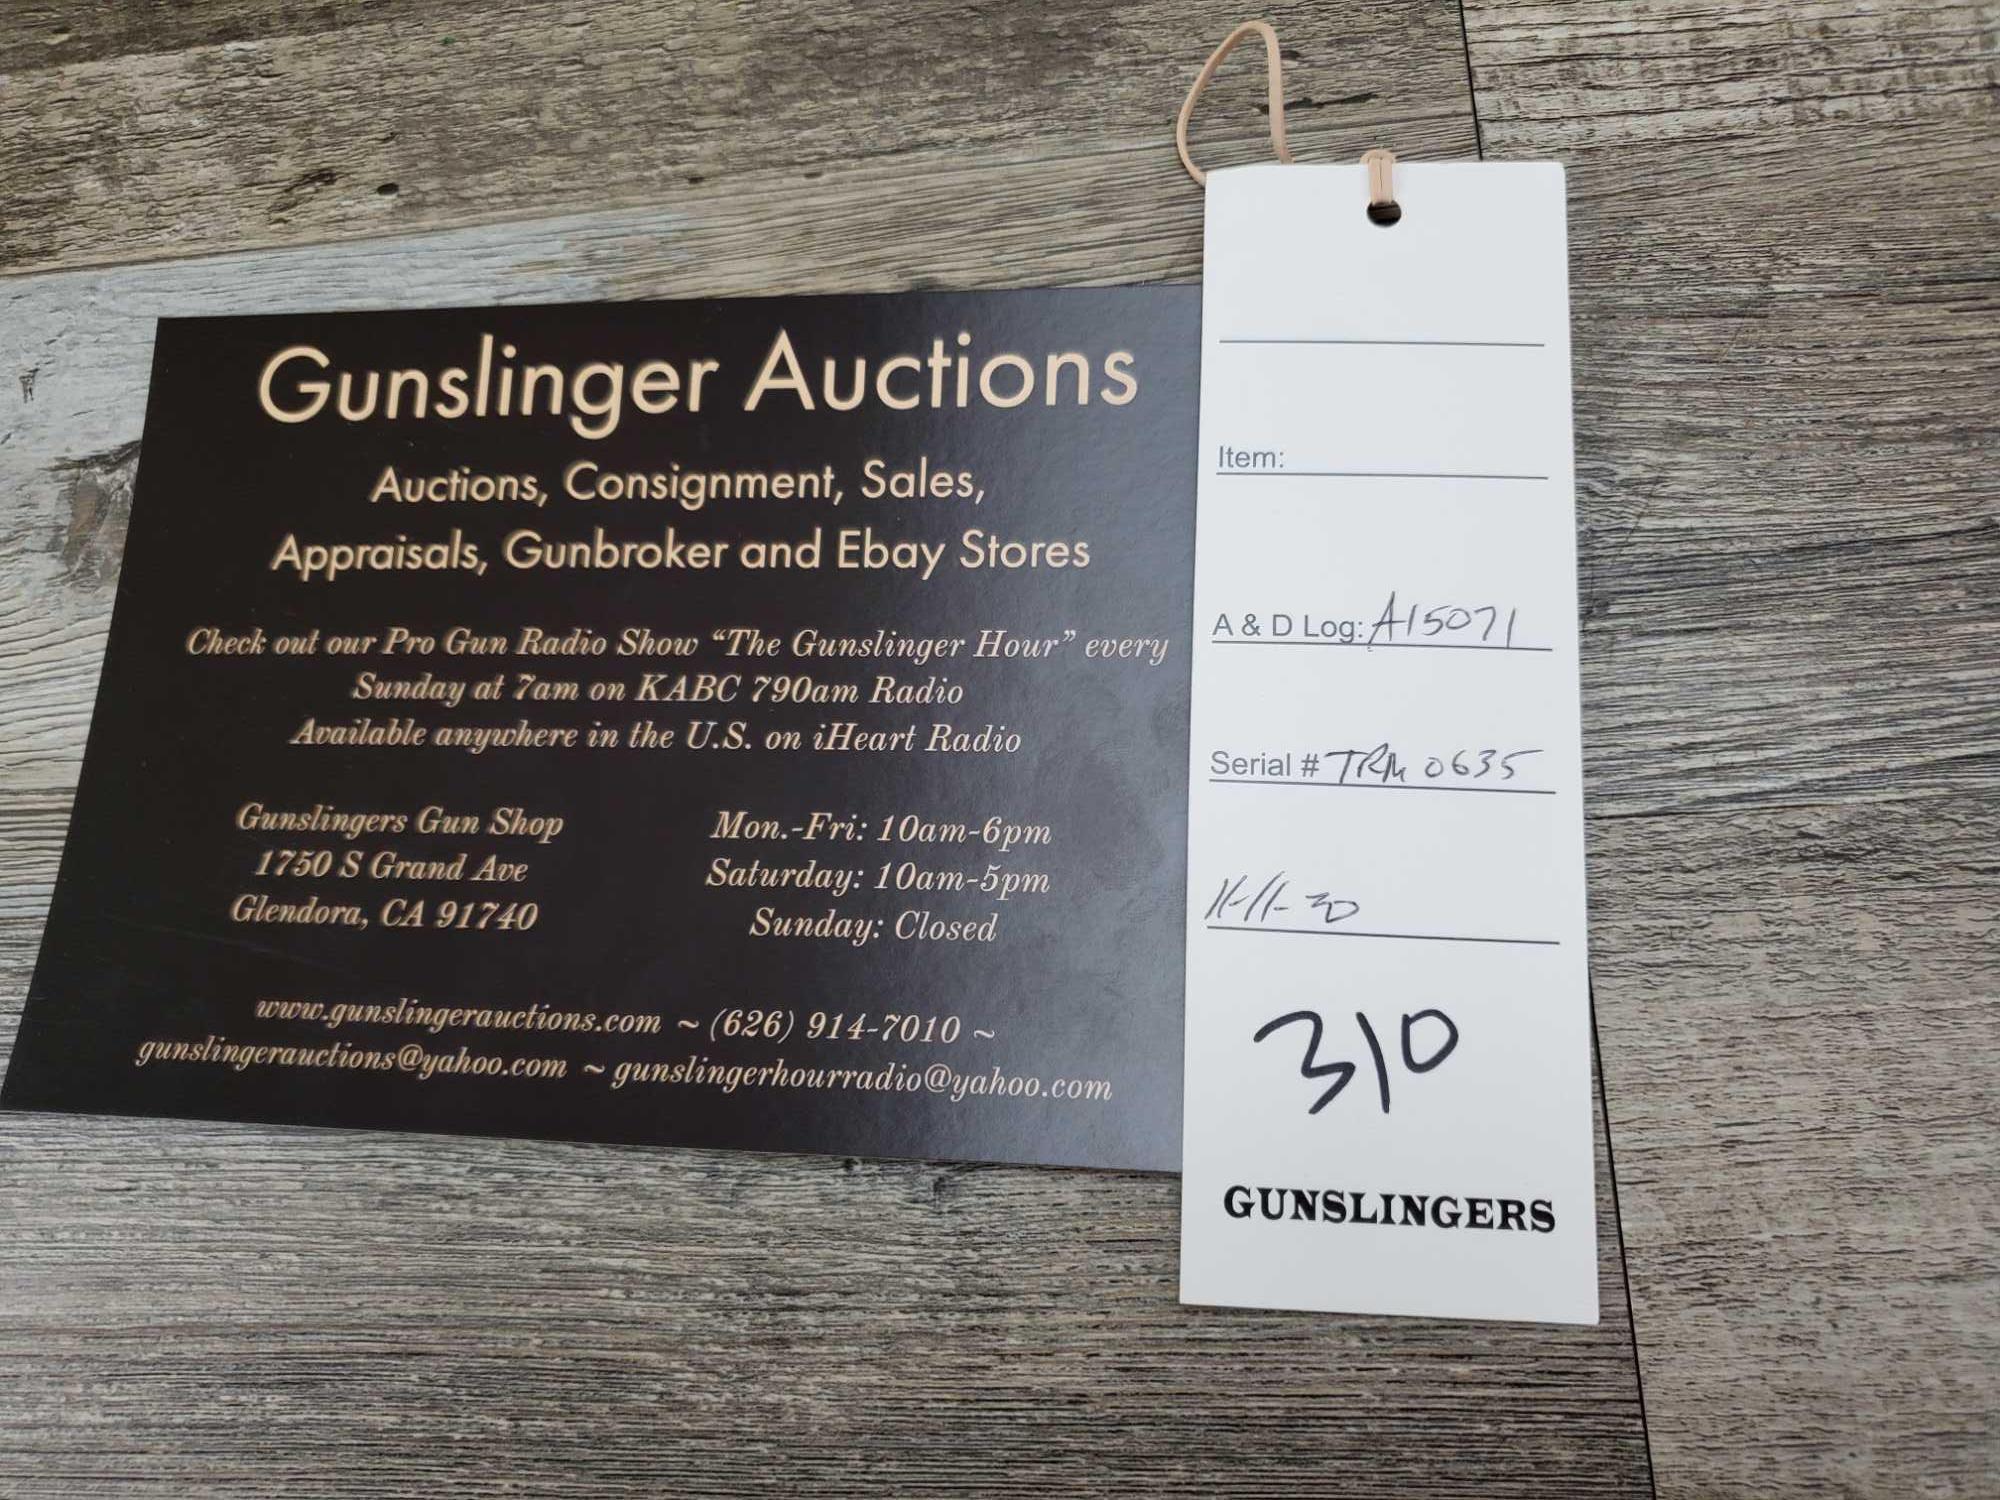 Gunslinger Auctions
Auctions, Consignment, Sales,
Appraisals, Gunbroker and Ebay Stores
Check out our Pro Gun Radio Show “The Gunslinger Hour” every
Sunday at 7am on KABC 790am Radio
Available anywhere in the U.S. on iHeart Radio
Gunslingers Gun Shop
1750 S Grand Ave
Glendora, CA 91740
Mon.-Fri: 10am-6pm
Saturday: 10am-5pm
Sunday: Closed
www.gunslingerauctions.com ~ (626) 914-7010 ~
gunslingerauctions@yahoo.com ~ gunslingerhourradio@yahoo.com
Item:
A & D Log: A15071
Serial # TRM 0635
310
GUNSLINGERS